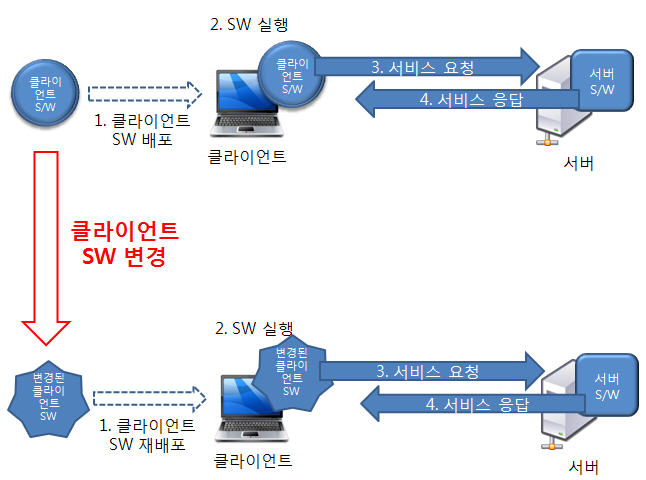 2. SW 실행
클라이
언트
S/W
클라이
언트
S/W
3. 서비스 요청
서버
S/W
4. 서비스 응답
1. 클라이언트
SW 배포
클라이언트
서버
클라이언트
SW 변경
2. SW 실행
변경된
클라이
언트
SW
변경된
클라이
언트
SW
3. 서비스 요청
서버
S/W
4. 서비스 응답
1. 클라이언트
SW 재배포
클라이언트
서버